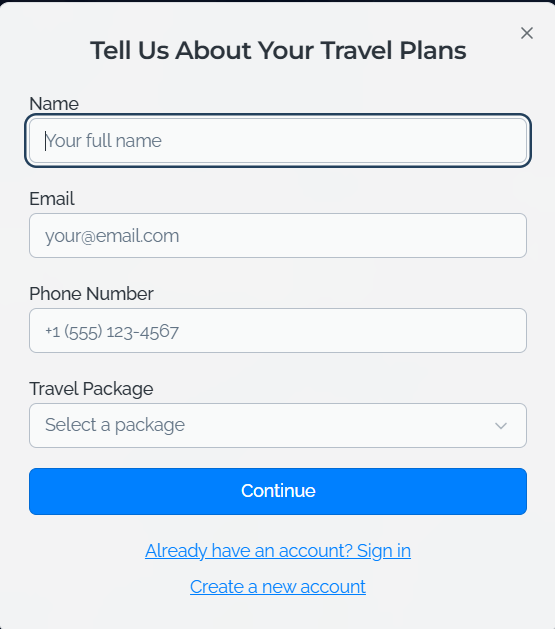 Tell Us About Your Travel Plans
Name
Your full name
Email
your@email.com
Phone Number
+1 (555) 123-4567
Travel Package
Select a package
Continue
Already have an account? Sign in
Create a new account